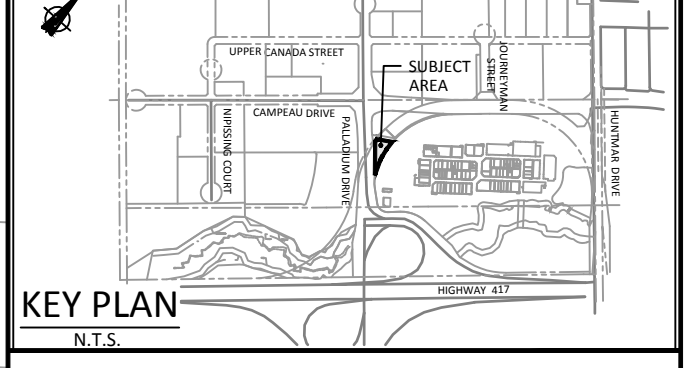 UPPER CANADA STREET
JOURNEYMAN
STREET
SUBJECT
AREA
CAMPEAU DRIVE
NIPISSING COURT
PALLADIUM DRIVE
HUNTMAR DRIVE
HIGHWAY 417
KEY PLAN
N.T.S.